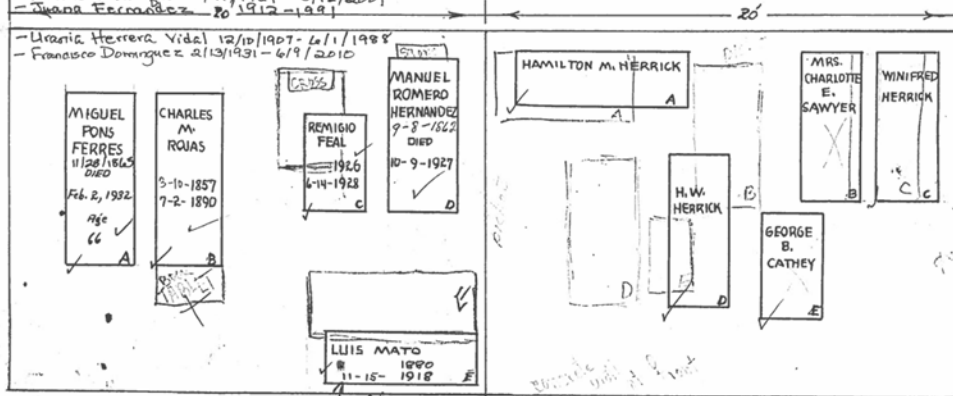 - Juana Fernandez 1912-1991
20'
20'
- Urania Herrera Vidal 12/10/1907 - 6/1/1988
- Francisco Dominguez 2/13/1931 - 6/9/2010
MIGUEL
PONS
FERRES
11/28/1865
DIED
Feb. 2, 1932
Age
66
A
CHARLES
M.
ROJAS
3-10-1857
7-2-1890
B
CROSS
REMIGIO
FEAL
1926
6-14-1928
C
MANUEL
ROMERO
HERNANDEZ
9-8-1862
DIED
10-9-1927
D
LUIS MATO
1880
11-15-1918
E
HAMILTON M. HERRICK
A
A
MRS.
CHARLOTTE
E.
SAWYER
B
WINIFRED
HERRICK
C
C
B
H.W.
HERRICK
D
D
E
GEORGE
B.
CATHEY
E